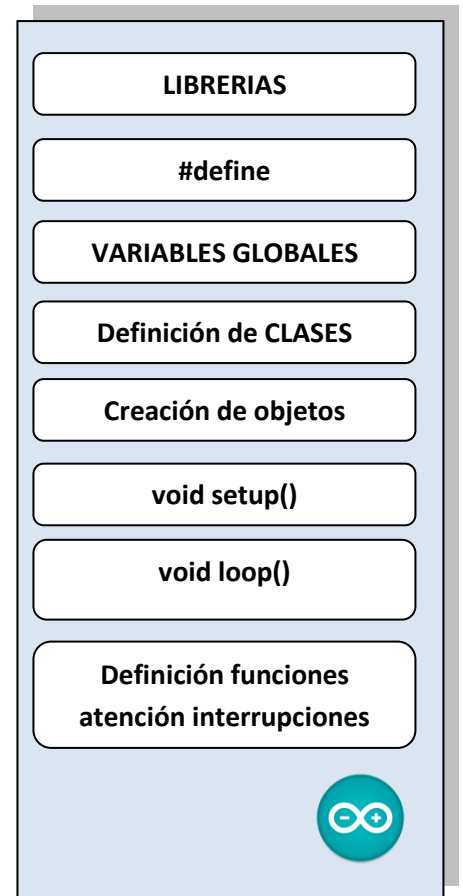 LIBRERIAS
#define
VARIABLES GLOBALES
Definición de CLASES
Creación de objetos
void setup()
void loop()
Definición funciones
atención interrupciones